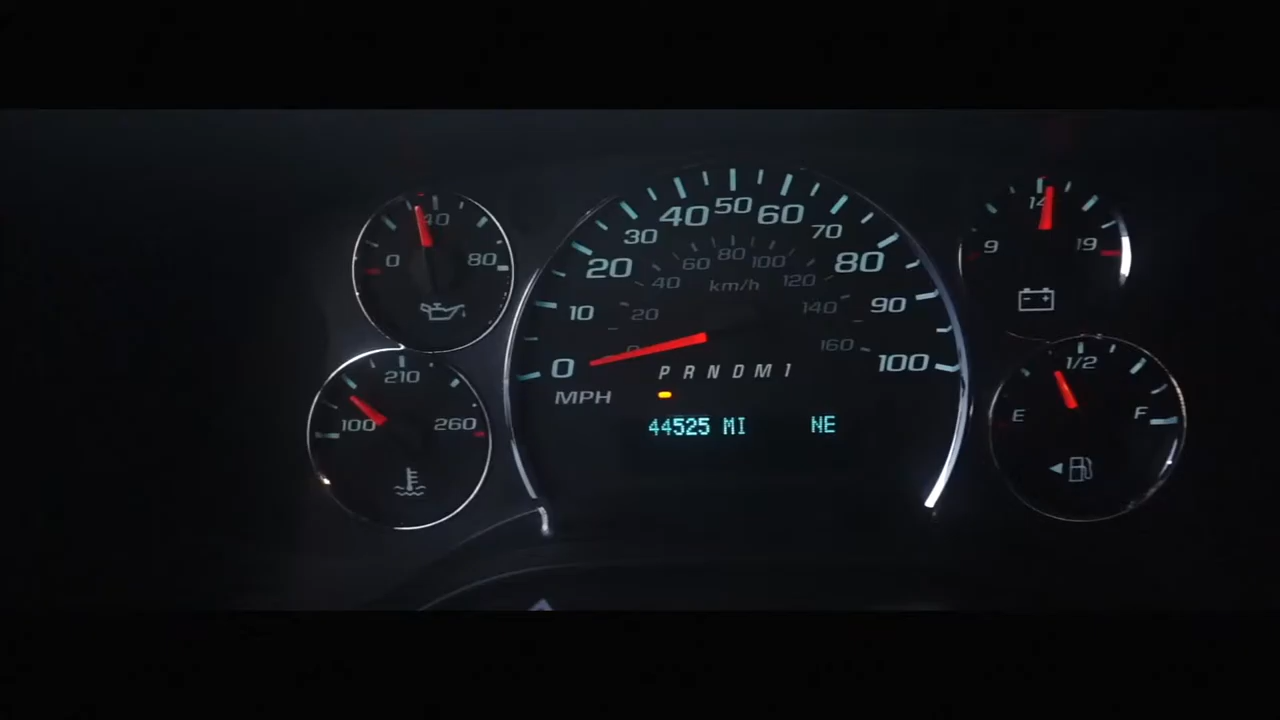 40
0 80
210
100 260
0 10 20 30 40 50 60 70 80 90 100
20 40 60 80 100 120 140 160
km/h
MPH
P R N D M 1
44525 MI NE
14
9 19
1/2
E F